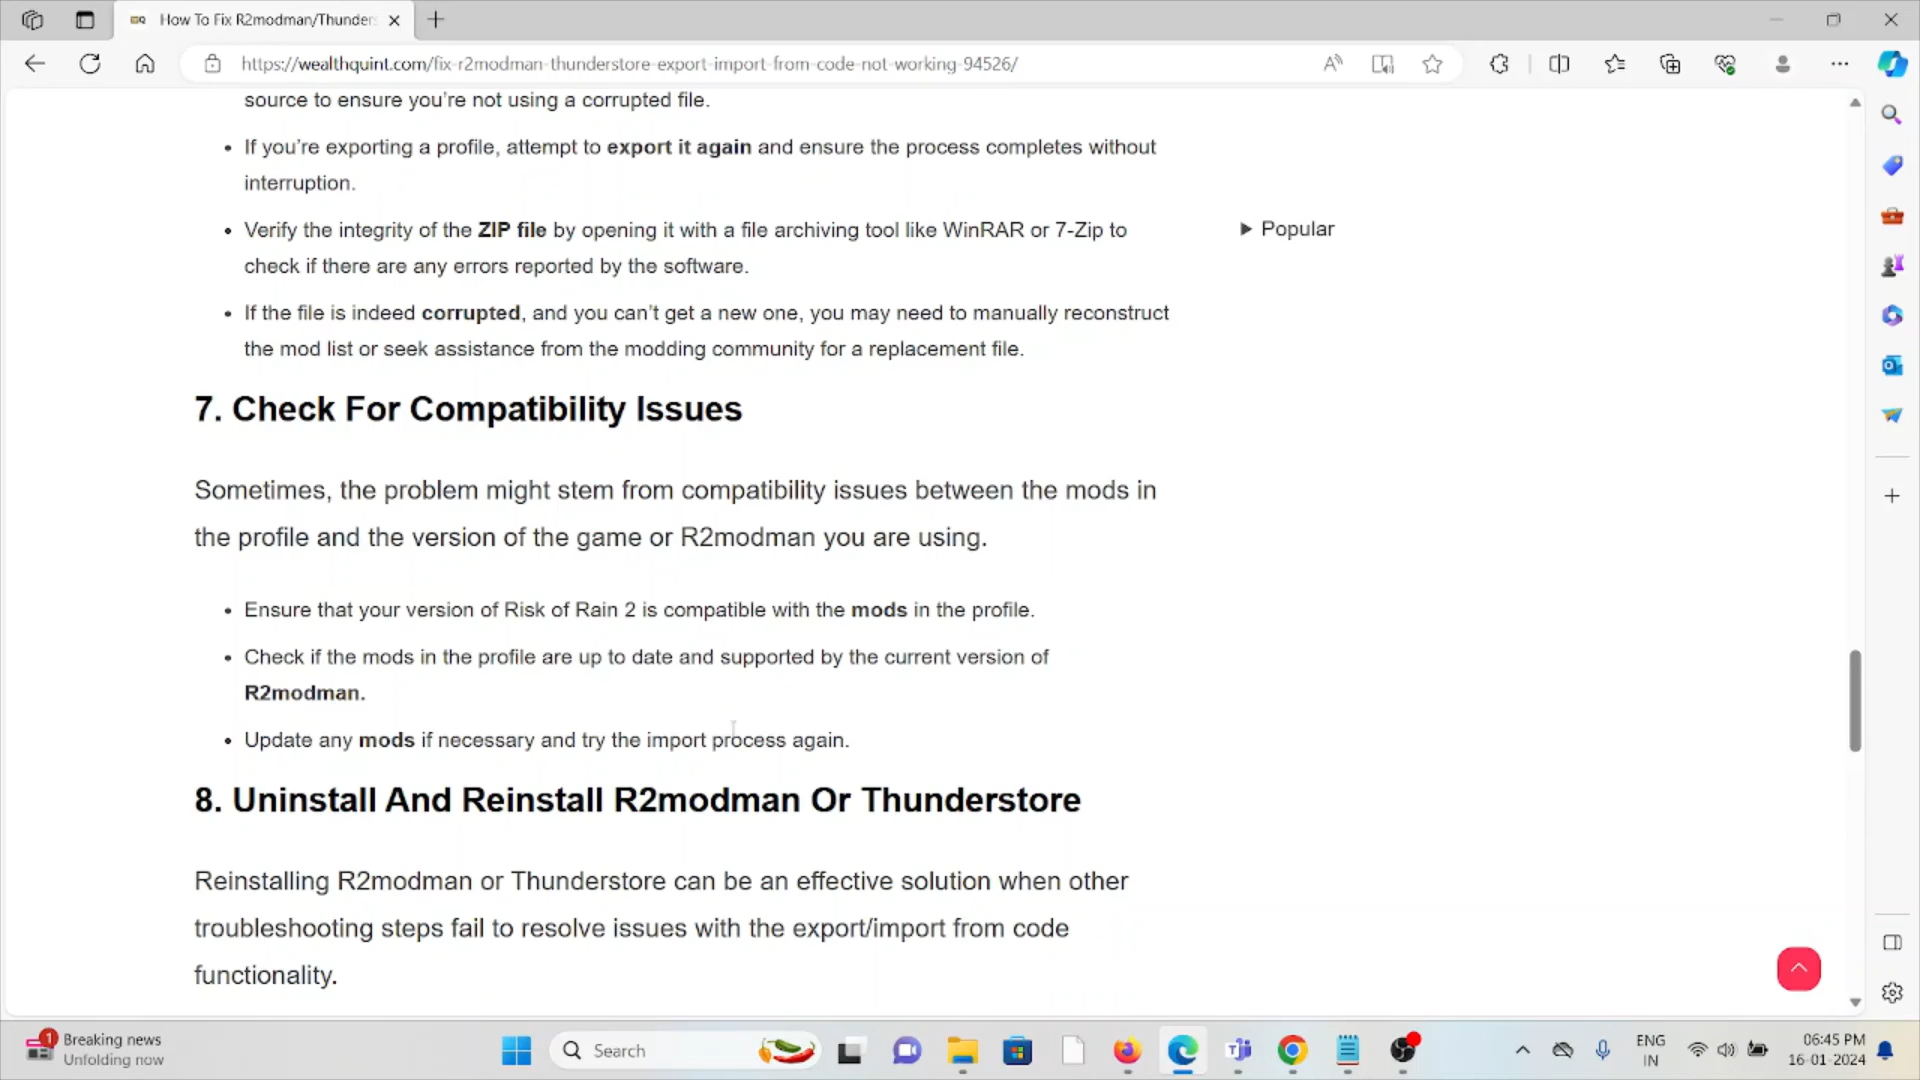 How To Fix R2modman/Thunder
https://wealthquint.com/fix-r2modman-thunderstore-export-import-from-code-not-working-94526/
source to ensure you're not using a corrupted file.
• If you're exporting a profile, attempt to export it again and ensure the process completes without
interruption.
• Verify the integrity of the ZIP file by opening it with a file archiving tool like WinRAR or 7-Zip to
check if there are any errors reported by the software.
▶ Popular
• If the file is indeed corrupted, and you can't get a new one, you may need to manually reconstruct
the mod list or seek assistance from the modding community for a replacement file.
7. Check For Compatibility Issues
Sometimes, the problem might stem from compatibility issues between the mods in
the profile and the version of the game or R2modman you are using.
• Ensure that your version of Risk of Rain 2 is compatible with the mods in the profile.
• Check if the mods in the profile are up to date and supported by the current version of
R2modman.
• Update any mods if necessary and try the import process again.
8. Uninstall And Reinstall R2modman Or Thunderstore
Reinstalling R2modman or Thunderstore can be an effective solution when other
troubleshooting steps fail to resolve issues with the export/import from code
functionality.
1
Breaking news
Unfolding now
Search
ENG
IN
06:45 PM
16-01-2024